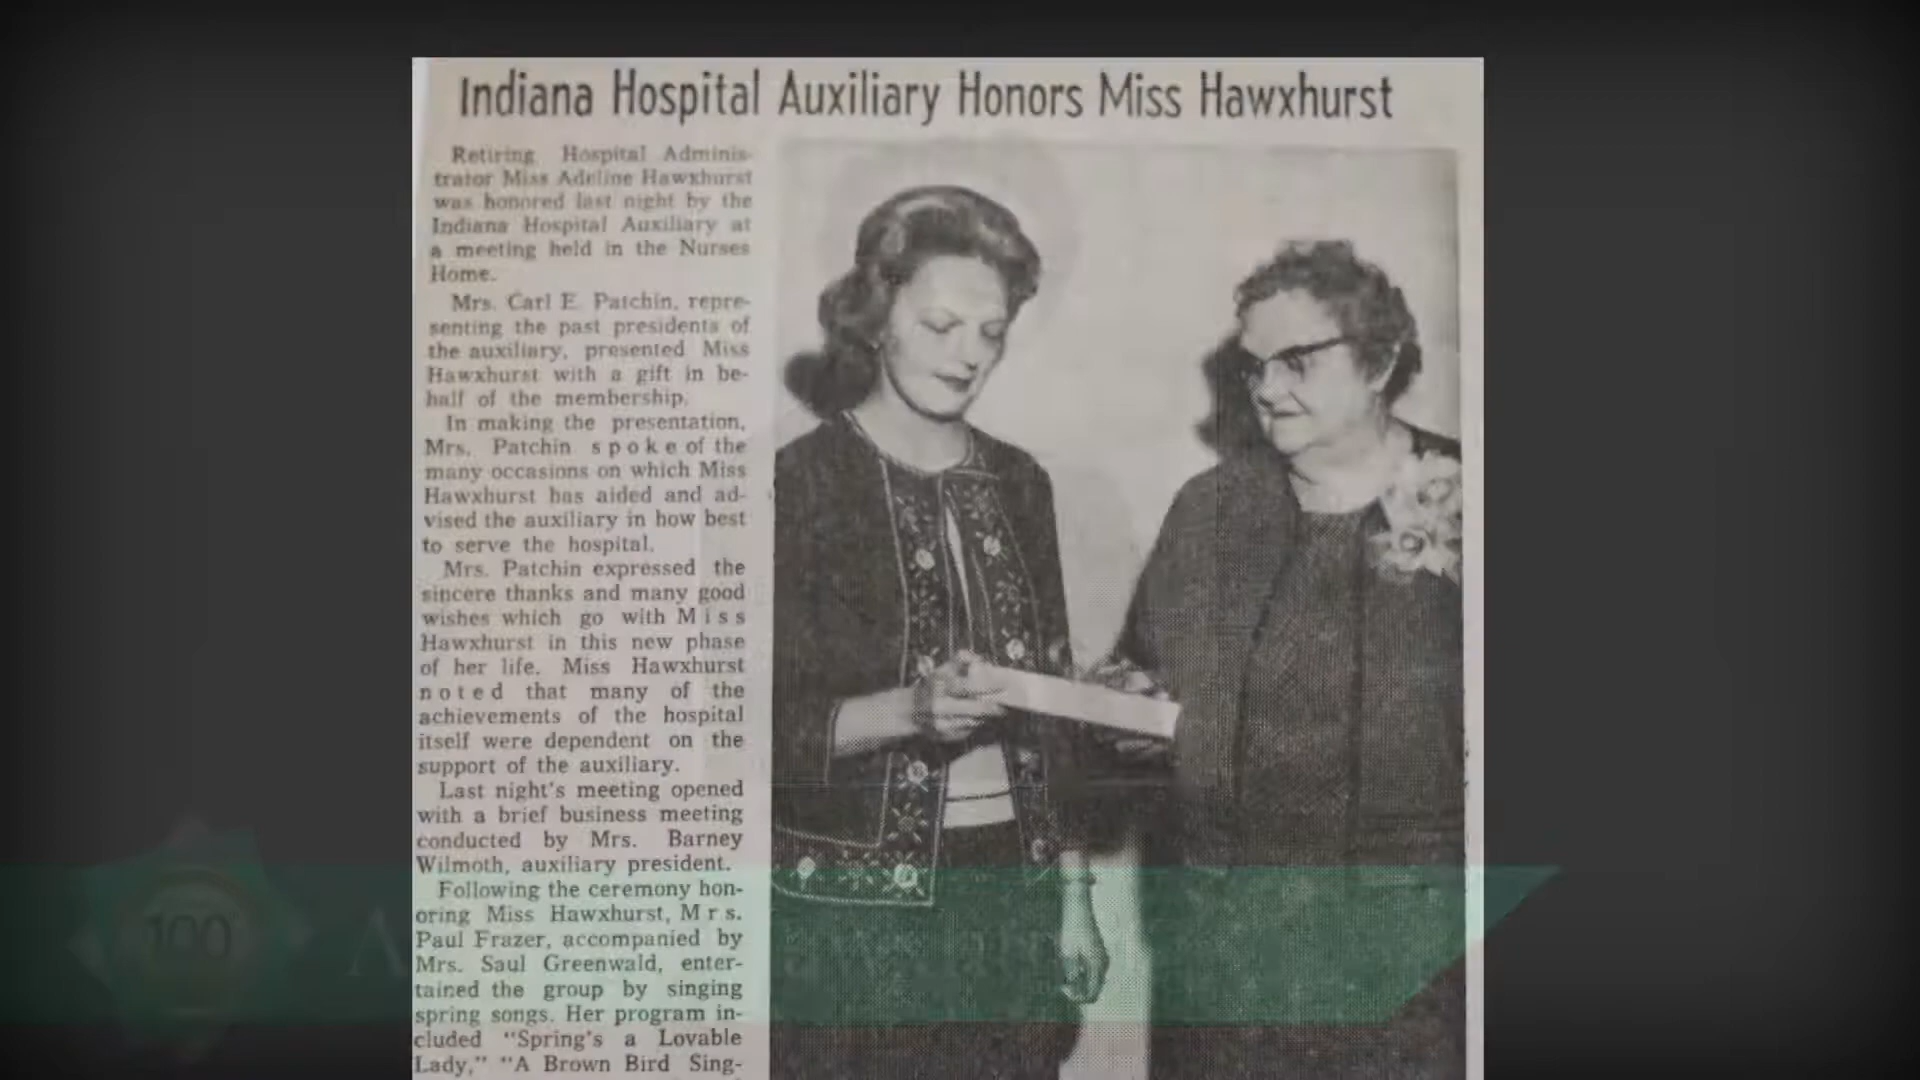 Indiana Hospital Auxiliary Honors Miss Hawxhurst
Retiring Hospital Adminis-
trator Miss Adeline Hawxhurst
was honored last night by the
Indiana Hospital Auxiliary at
a meeting held in the Nurses
Home.
Mrs. Carl E. Patchin, repre-
senting the past presidents of
the auxiliary, presented Miss
Hawxhurst with a gift in be-
half of the membership.
In making the presentation,
Mrs. Patchin spoke of the
many occasions on which Miss
Hawxhurst has aided and ad-
vised the auxiliary in how best
to serve the hospital.
Mrs. Patchin expressed the
sincere thanks and many good
wishes which go with Miss
Hawxhurst in this new phase
of her life. Miss Hawxhurst
noted that many of the
achievements of the hospital
itself were dependent on the
support of the auxiliary.
Last night's meeting opened
with a brief business meeting
conducted by Mrs. Barney
Wilmoth, auxiliary president.
Following the ceremony hon-
oring Miss Hawxhurst, Mrs.
Paul Frazer, accompanied by
Mrs. Saul Greenwald, enter-
tained the group by singing
spring songs. Her program in-
cluded "Spring's a Lovable
Lady," "A Brown Bird Sing-
100